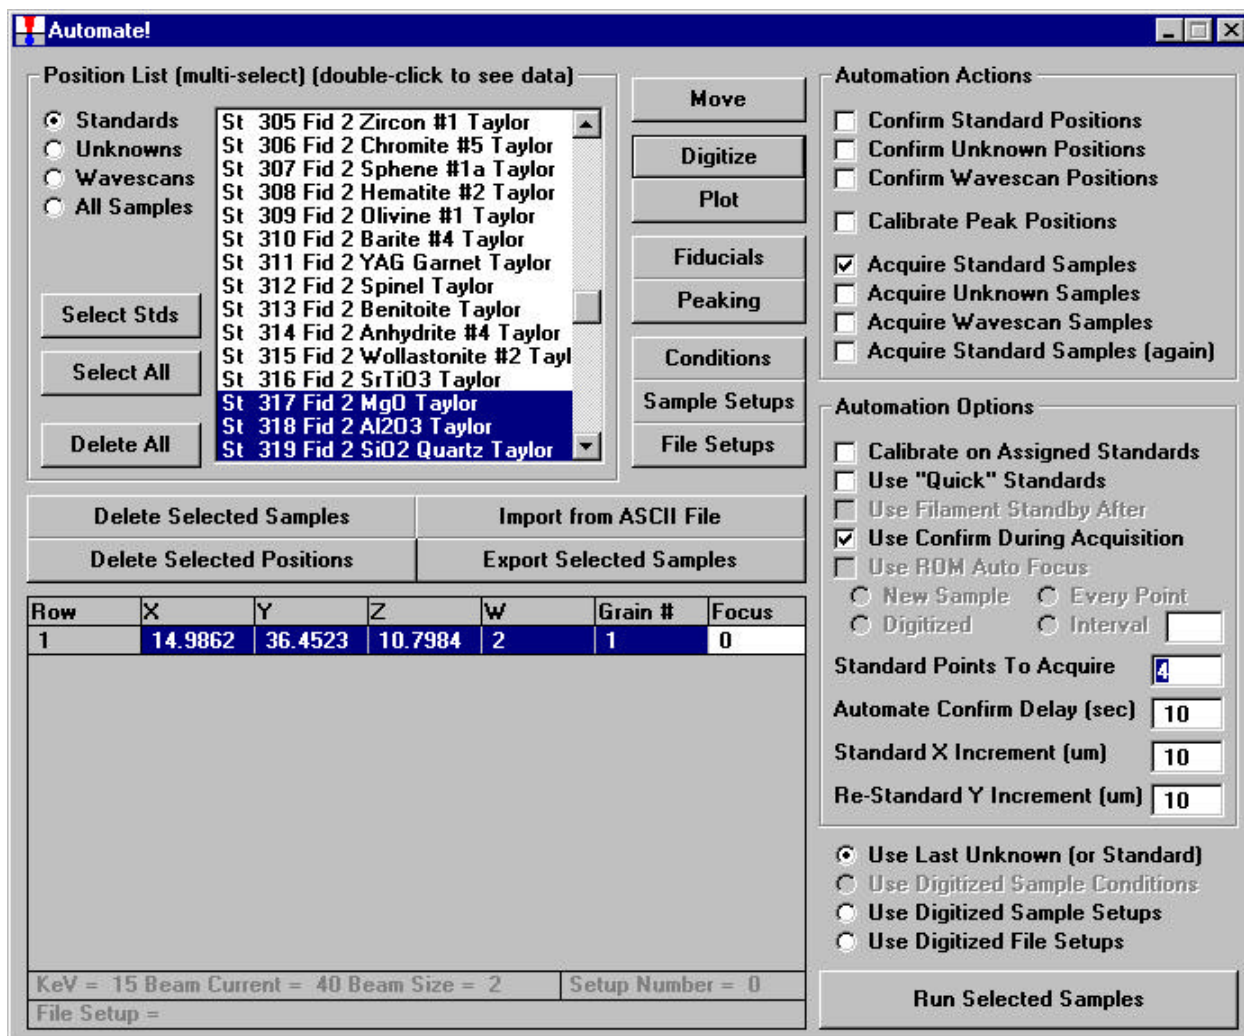 Automate!
Position List (multi-select) (double-click to see data)
Standards
Unknowns
Wavescans
All Samples
Select Stds
Select All
Delete All
St 305 Fid 2 Zircon #1 Taylor
St 306 Fid 2 Chromite #5 Taylor
St 307 Fid 2 Sphene #1a Taylor
St 308 Fid 2 Hematite #2 Taylor
St 309 Fid 2 Olivine #1 Taylor
St 310 Fid 2 Barite #4 Taylor
St 311 Fid 2 YAG Garnet Taylor
St 312 Fid 2 Spinel Taylor
St 313 Fid 2 Benitoite Taylor
St 314 Fid 2 Anhydrite #4 Taylor
St 315 Fid 2 Wollastonite #2 Tayl
St 316 Fid 2 SrTiO3 Taylor
St 317 Fid 2 MgO Taylor
St 318 Fid 2 Al2O3 Taylor
St 319 Fid 2 SiO2 Quartz Taylor
Move
Digitize
Plot
Fiducials
Peaking
Conditions
Sample Setups
File Setups
Delete Selected Samples
Import from ASCII File
Delete Selected Positions
Export Selected Samples
Row X Y Z W Grain # Focus
1 14.9862 36.4523 10.7984 2 1 0
KeV = 15 Beam Current = 40 Beam Size = 2 Setup Number = 0
File Setup =
Automation Actions
Confirm Standard Positions
Confirm Unknown Positions
Confirm Wavescan Positions
Calibrate Peak Positions
Acquire Standard Samples
Acquire Unknown Samples
Acquire Wavescan Samples
Acquire Standard Samples (again)
Automation Options
Calibrate on Assigned Standards
Use "Quick" Standards
Use Filament Standby After
Use Confirm During Acquisition
Use ROM Auto Focus
New Sample Every Point
Digitized Interval
Standard Points To Acquire 4
Automate Confirm Delay (sec) 10
Standard X Increment (um) 10
Re-Standard Y Increment (um) 10
Use Last Unknown (or Standard)
Use Digitized Sample Conditions
Use Digitized Sample Setups
Use Digitized File Setups
Run Selected Samples